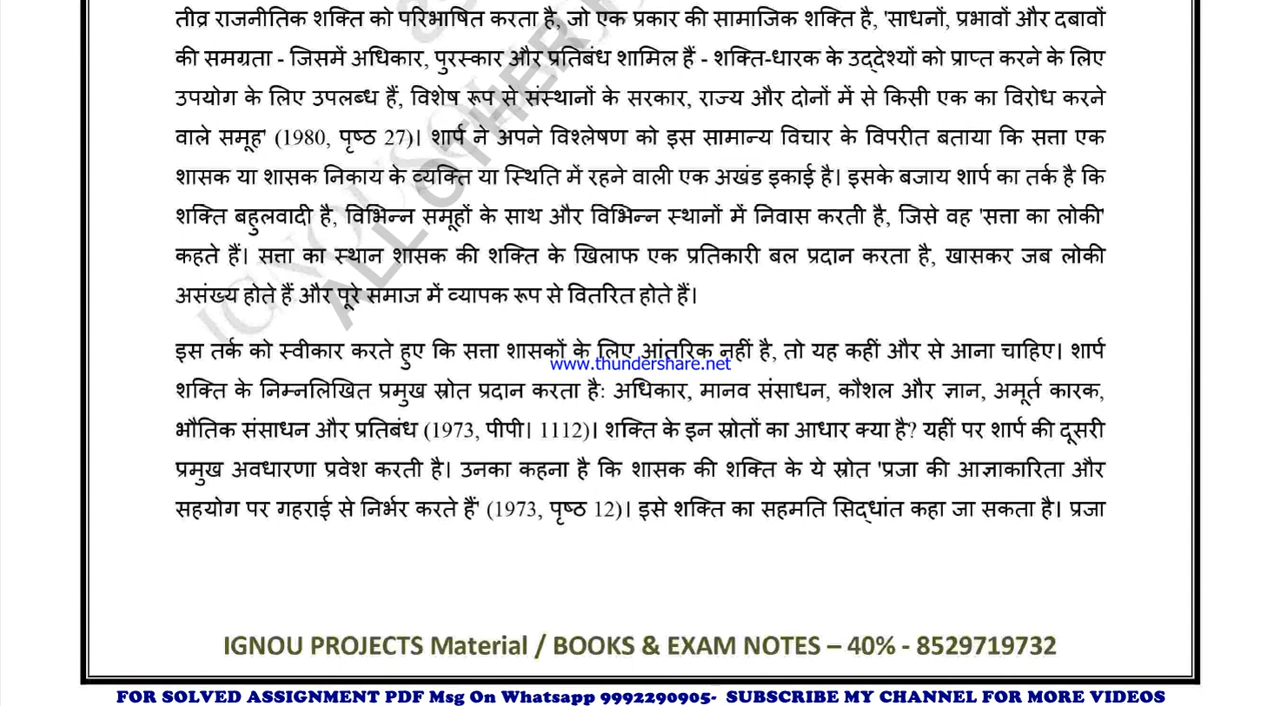 तीव्र राजनीतिक शक्ति को परिभाषित करता है, जो एक प्रकार की सामाजिक शक्ति है, 'साधनों, प्रभावों और दबावों
की समग्रता - जिसमें अधिकार, पुरस्कार और प्रतिबंध शामिल हैं - शक्ति-धारक के उद्देश्यों को प्राप्त करने के लिए
उपयोग के लिए उपलब्ध हैं, विशेष रूप से संस्थानों के सरकार, राज्य और दोनों में से किसी एक का विरोध करने
वाले समूह' (1980, पृष्ठ 27)। शार्प ने अपने विश्लेषण को इस सामान्य विचार के विपरीत बताया कि सत्ता एक
शासक या शासक निकाय के व्यक्ति या स्थिति में रहने वाली एक अखंड इकाई है। इसके बजाय शार्प का तर्क है कि
शक्ति बहुलवादी है, विभिन्न समूहों के साथ और विभिन्न स्थानों में निवास करती है, जिसे वह 'सत्ता का लोकी'
कहते हैं। सत्ता का स्थान शासक की शक्ति के खिलाफ एक प्रतिकारी बल प्रदान करता है, खासकर जब लोकी
असंख्य होते हैं और पूरे समाज में व्यापक रूप से वितरित होते हैं।
इस तर्क को स्वीकार करते हुए कि सत्ता शासकों के लिए आंतरिक नहीं है, तो यह कहीं और से आना चाहिए। शार्प
www.thundershare.net
शक्ति के निम्नलिखित प्रमुख स्रोत प्रदान करता है: अधिकार, मानव संसाधन, कौशल और ज्ञान, अमूर्त कारक,
भौतिक संसाधन और प्रतिबंध (1973, पीपी। 1112)। शक्ति के इन स्रोतों का आधार क्या है? यहीं पर शार्प की दूसरी
प्रमुख अवधारणा प्रवेश करती है। उनका कहना है कि शासक की शक्ति के ये स्रोत 'प्रजा की आज्ञाकारिता और
सहयोग पर गहराई से निर्भर करते हैं' (1973, पृष्ठ 12)। इसे शक्ति का सहमति सिद्धांत कहा जा सकता है। प्रजा
IGNOU PROJECTS Material / BOOKS & EXAM NOTES – 40% - 8529719732
FOR SOLVED ASSIGNMENT PDF Msg On Whatsapp 9992290905- SUBSCRIBE MY CHANNEL FOR MORE VIDEOS